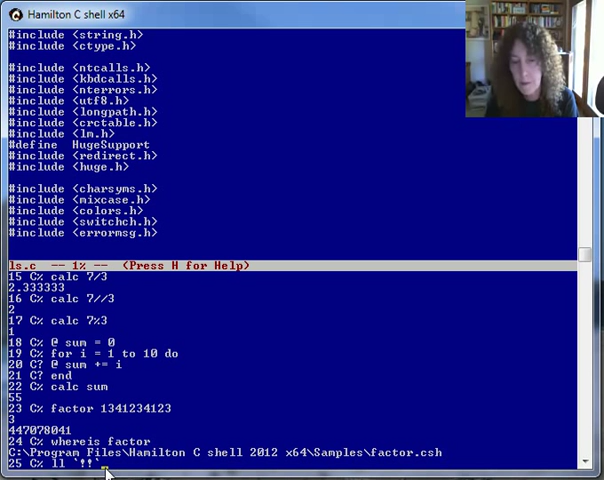 Hamilton C shell x64
#include <string.h>
#include <ctype.h>
#include <ntcalls.h>
#include <kbdcalls.h>
#include <nterrors.h>
#include <utf8.h>
#include <longpath.h>
#include <crctable.h>
#include <lm.h>
#define  HugeSupport
#include <redirect.h>
#include <huge.h>
#include <charsyms.h>
#include <mixcase.h>
#include <colors.h>
#include <switchch.h>
#include <errormsg.h>
ls.c  -- 1% --  (Press H for Help)
15 C% calc 7/3
2.333333
16 C% calc 7//3
2
17 C% calc 7%3
1
18 C% @ sum = 0
19 C% for i = 1 to 10 do
20 C? @ sum += i
21 C? end
22 C% calc sum
55
23 C% factor 1341234123
3
447078041
24 C% whereis factor
C:\Program Files\Hamilton C shell 2012 x64\Samples\factor.csh
25 C% ll `!!`